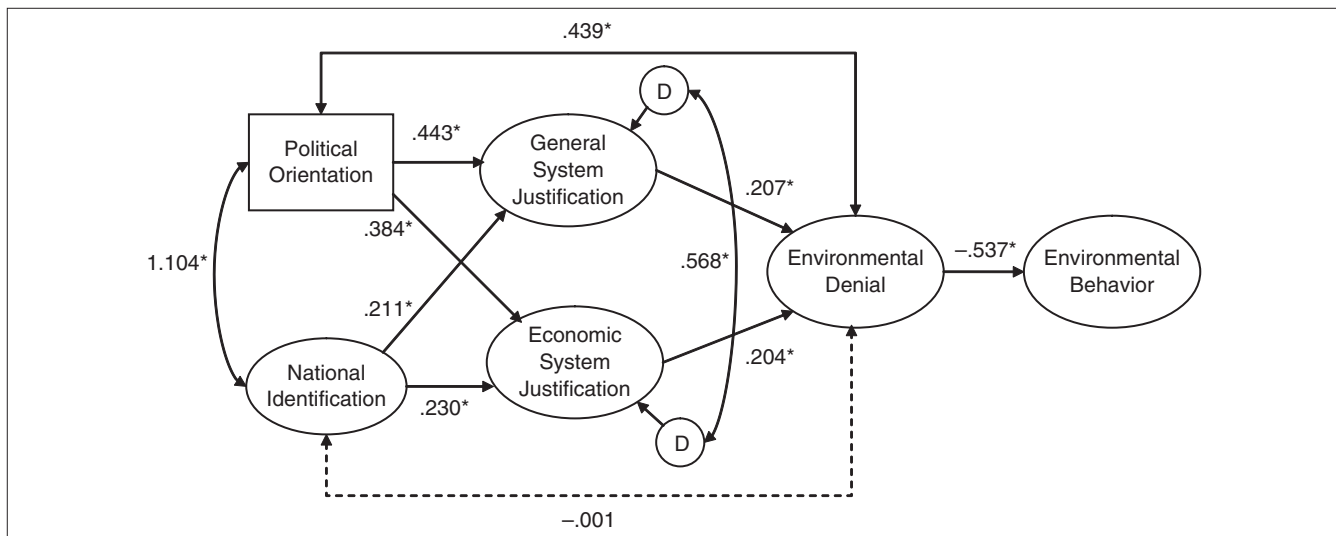 .439*
D
.443*
Political
Orientation
General
System
Justification
.207*
.384*
1.104*
.568*
Environmental
Denial
–.537*
Environmental
Behavior
.211*
Economic
System
Justification
.204*
National
Identification
.230*
D
–.001